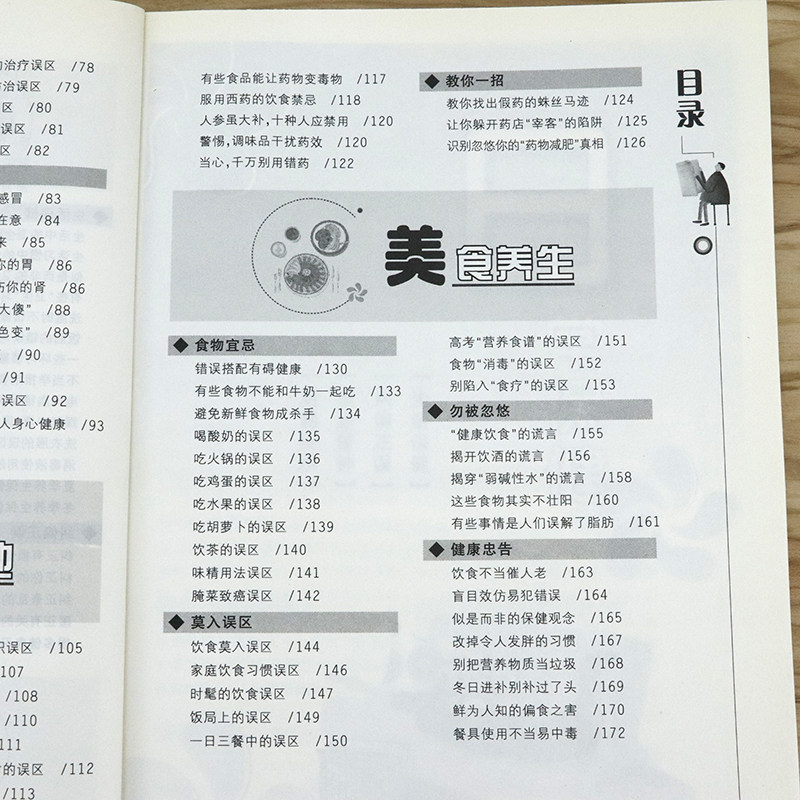 的治疗误区 /78
防治误区 /79
区 /80
误区 /81
区 /82
感冒 /83
在意 /84
来 /85
你的胃 /86
伤你的肾 /86
大傻” /88
色变” /89
/90
/91
误区 /92
人身心健康 /93
识误区 /105
107
/108
/110
111
的误区 /112
/113
有些食品能让药物变毒物 /117
服用西药的饮食禁忌 /118
人参虽大补,十种人应禁用 /120
警惕,调味品干扰药效 /120
当心,千万别用错药 /122
◆ 教你一招
教你找出假药的蛛丝马迹 /124
让你躲开药店“宰客”的陷阱 /125
识别忽悠你的“药物减肥”真相 /126
目录
美食养生
◆ 食物宜忌
错误搭配有碍健康 /130
有些食物不能和牛奶一起吃 /133
避免新鲜食物成杀手 /134
喝酸奶的误区 /135
吃火锅的误区 /136
吃鸡蛋的误区 /137
吃水果的误区 /138
吃胡萝卜的误区 /139
饮茶的误区 /140
味精用法误区 /141
腌菜致癌误区 /142
◆ 莫入误区
饮食莫入误区 /144
家庭饮食习惯误区 /146
时髦的饮食误区 /147
饭局上的误区 /149
一日三餐中的误区 /150
高考“营养食谱”的误区 /151
食物“消毒”的误区 /152
别陷入“食疗”的误区 /153
◆ 勿被忽悠
“健康饮食”的谎言 /155
揭开饮酒的谎言 /156
揭穿“弱碱性水”的谎言 /158
这些食物其实不壮阳 /160
有些事情是人们误解了脂肪 /161
◆ 健康忠告
饮食不当催人老 /163
盲目效仿易犯错误 /164
似是而非的保健观念 /165
改掉令人发胖的习惯 /167
别把营养物质当垃圾 /168
冬日进补别补过了头 /169
鲜为人知的偏食之害 /170
餐具使用不当易中毒 /172